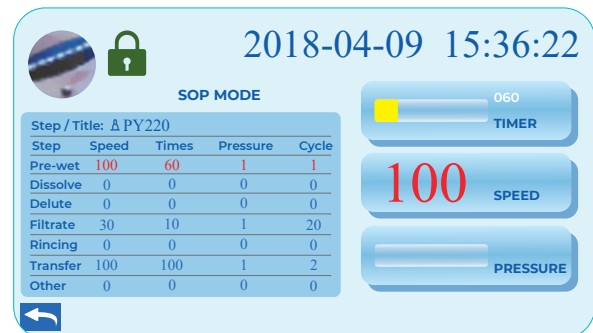 2018-04-09 15:36:22
SOP MODE
Step / Title: A PY220
Step Speed Times Pressure Cycle
Pre-wet 100 60 1 1
Dissolve 0 0 0 0
Delute 0 0 0 0
Filtrate 30 10 1 20
Rincing 0 0 0 0
Transfer 100 100 1 2
Other 0 0 0 0
060
TIMER
100 SPEED
PRESSURE